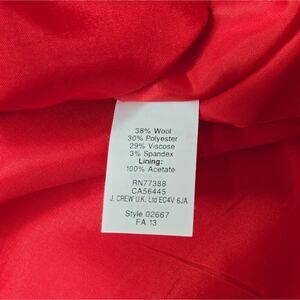 38% Wool
30% Polyester
29% Viscose
3% Spandex
Lining:
100% Acetate
RN77388
CA56445
J. CREW U.K. Ltd EC4V 6JA
Style 02667
FA 13